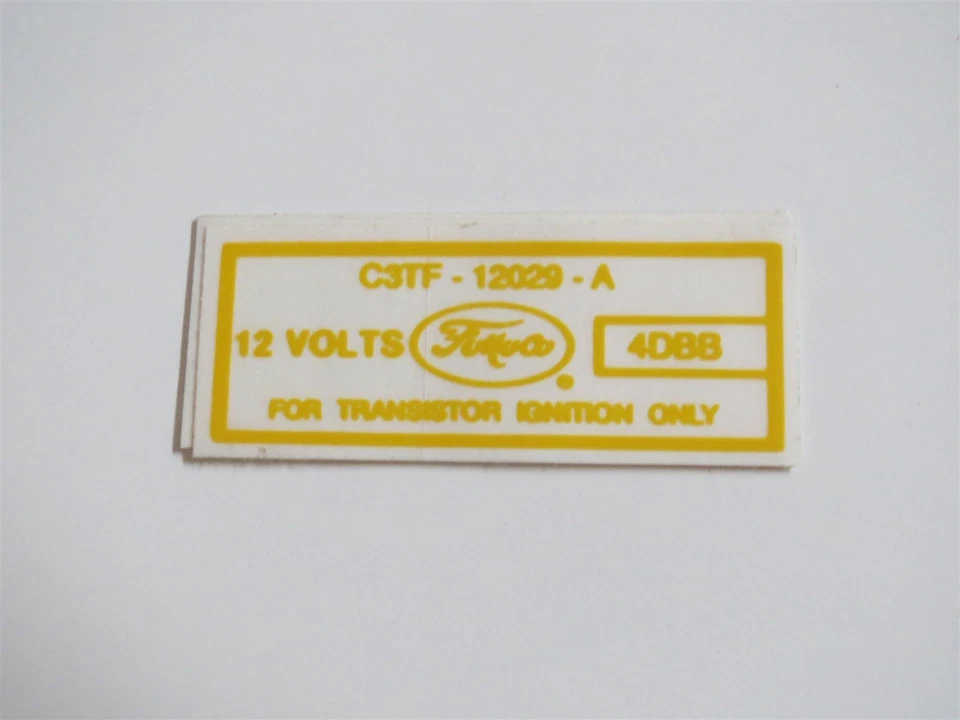 C3TF - 12029 - A
12 VOLTS FoMoCo 4DBB
FOR TRANSISTOR IGNITION ONLY